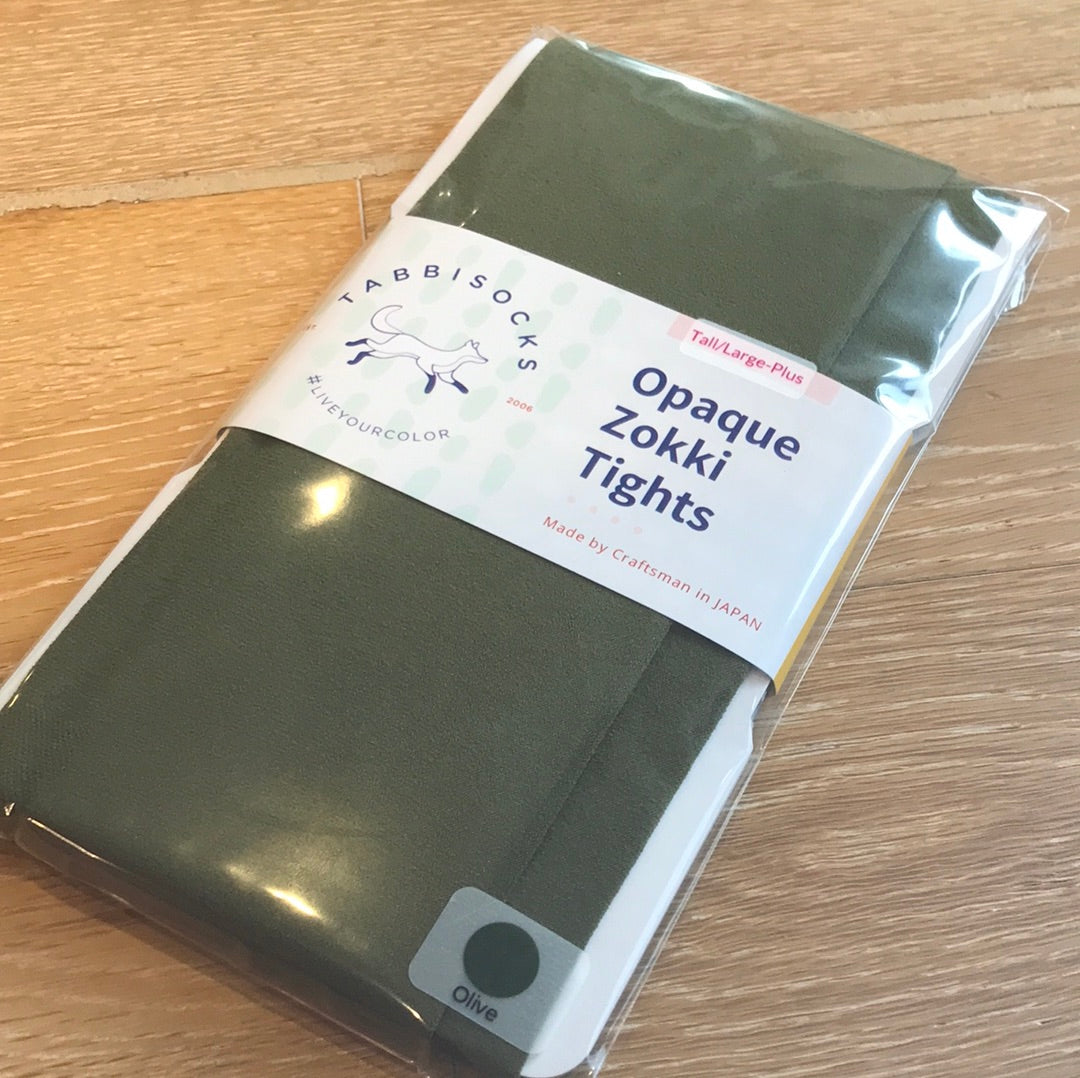 TABBISOCKS
2006
#LIVEYOURCOLOR
Tall/Large-Plus
Opaque
Zokki
Tights
Made by Craftsman in JAPAN
Olive